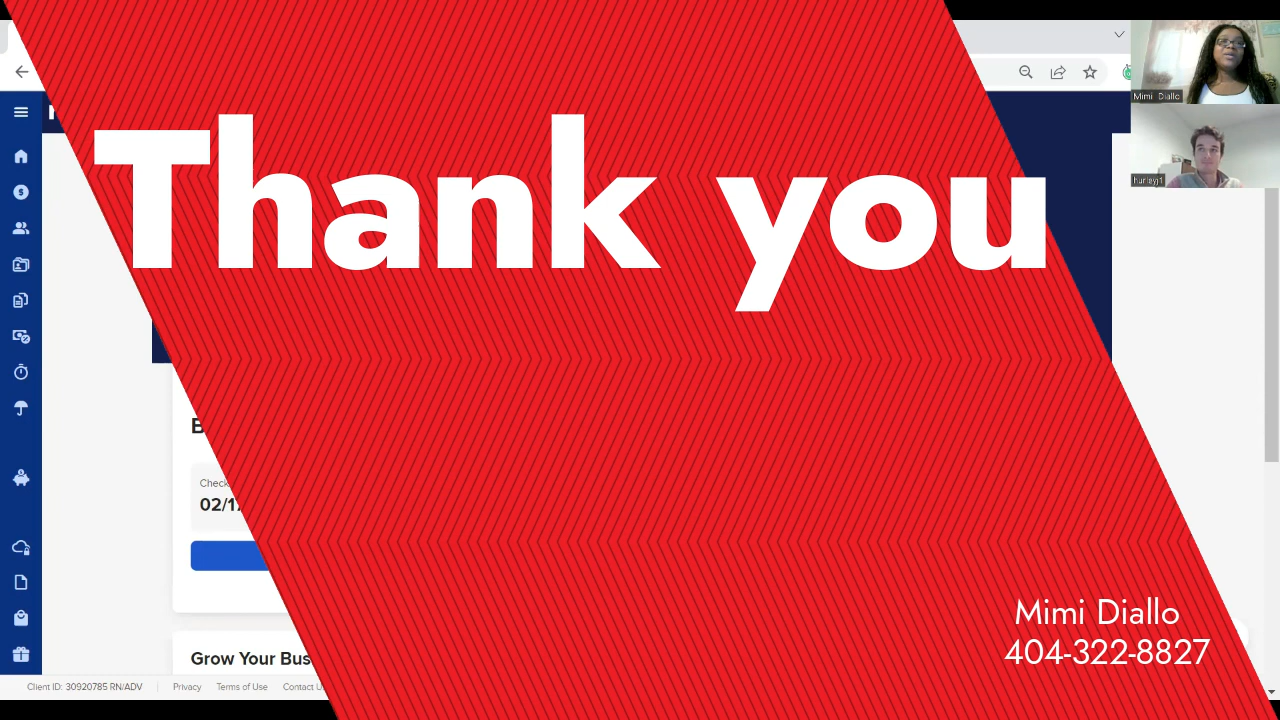 Thank you
Mimi Diallo
404-322-8827
Mimi Diallo
hurleyj1
Check
02/1
Grow Your Bus
Client ID: 30920785 RN/ADV
Privacy
Terms of Use
Contact U